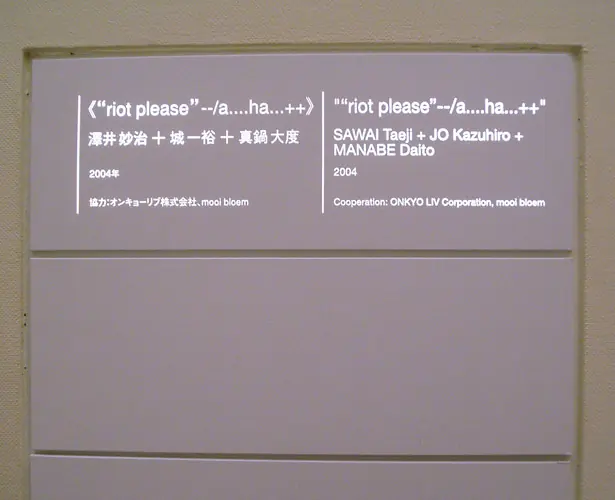 《“riot please”--/a....ha...++》
澤井 妙治 + 城 一裕 + 真鍋 大度
2004年
協力:オンキョーリブ株式会社、mooi bloem
"“riot please”--/a....ha...++"
SAWAI Taeji + JO Kazuhiro +
MANABE Daito
2004
Cooperation: ONKYO LIV Corporation, mooi bloem